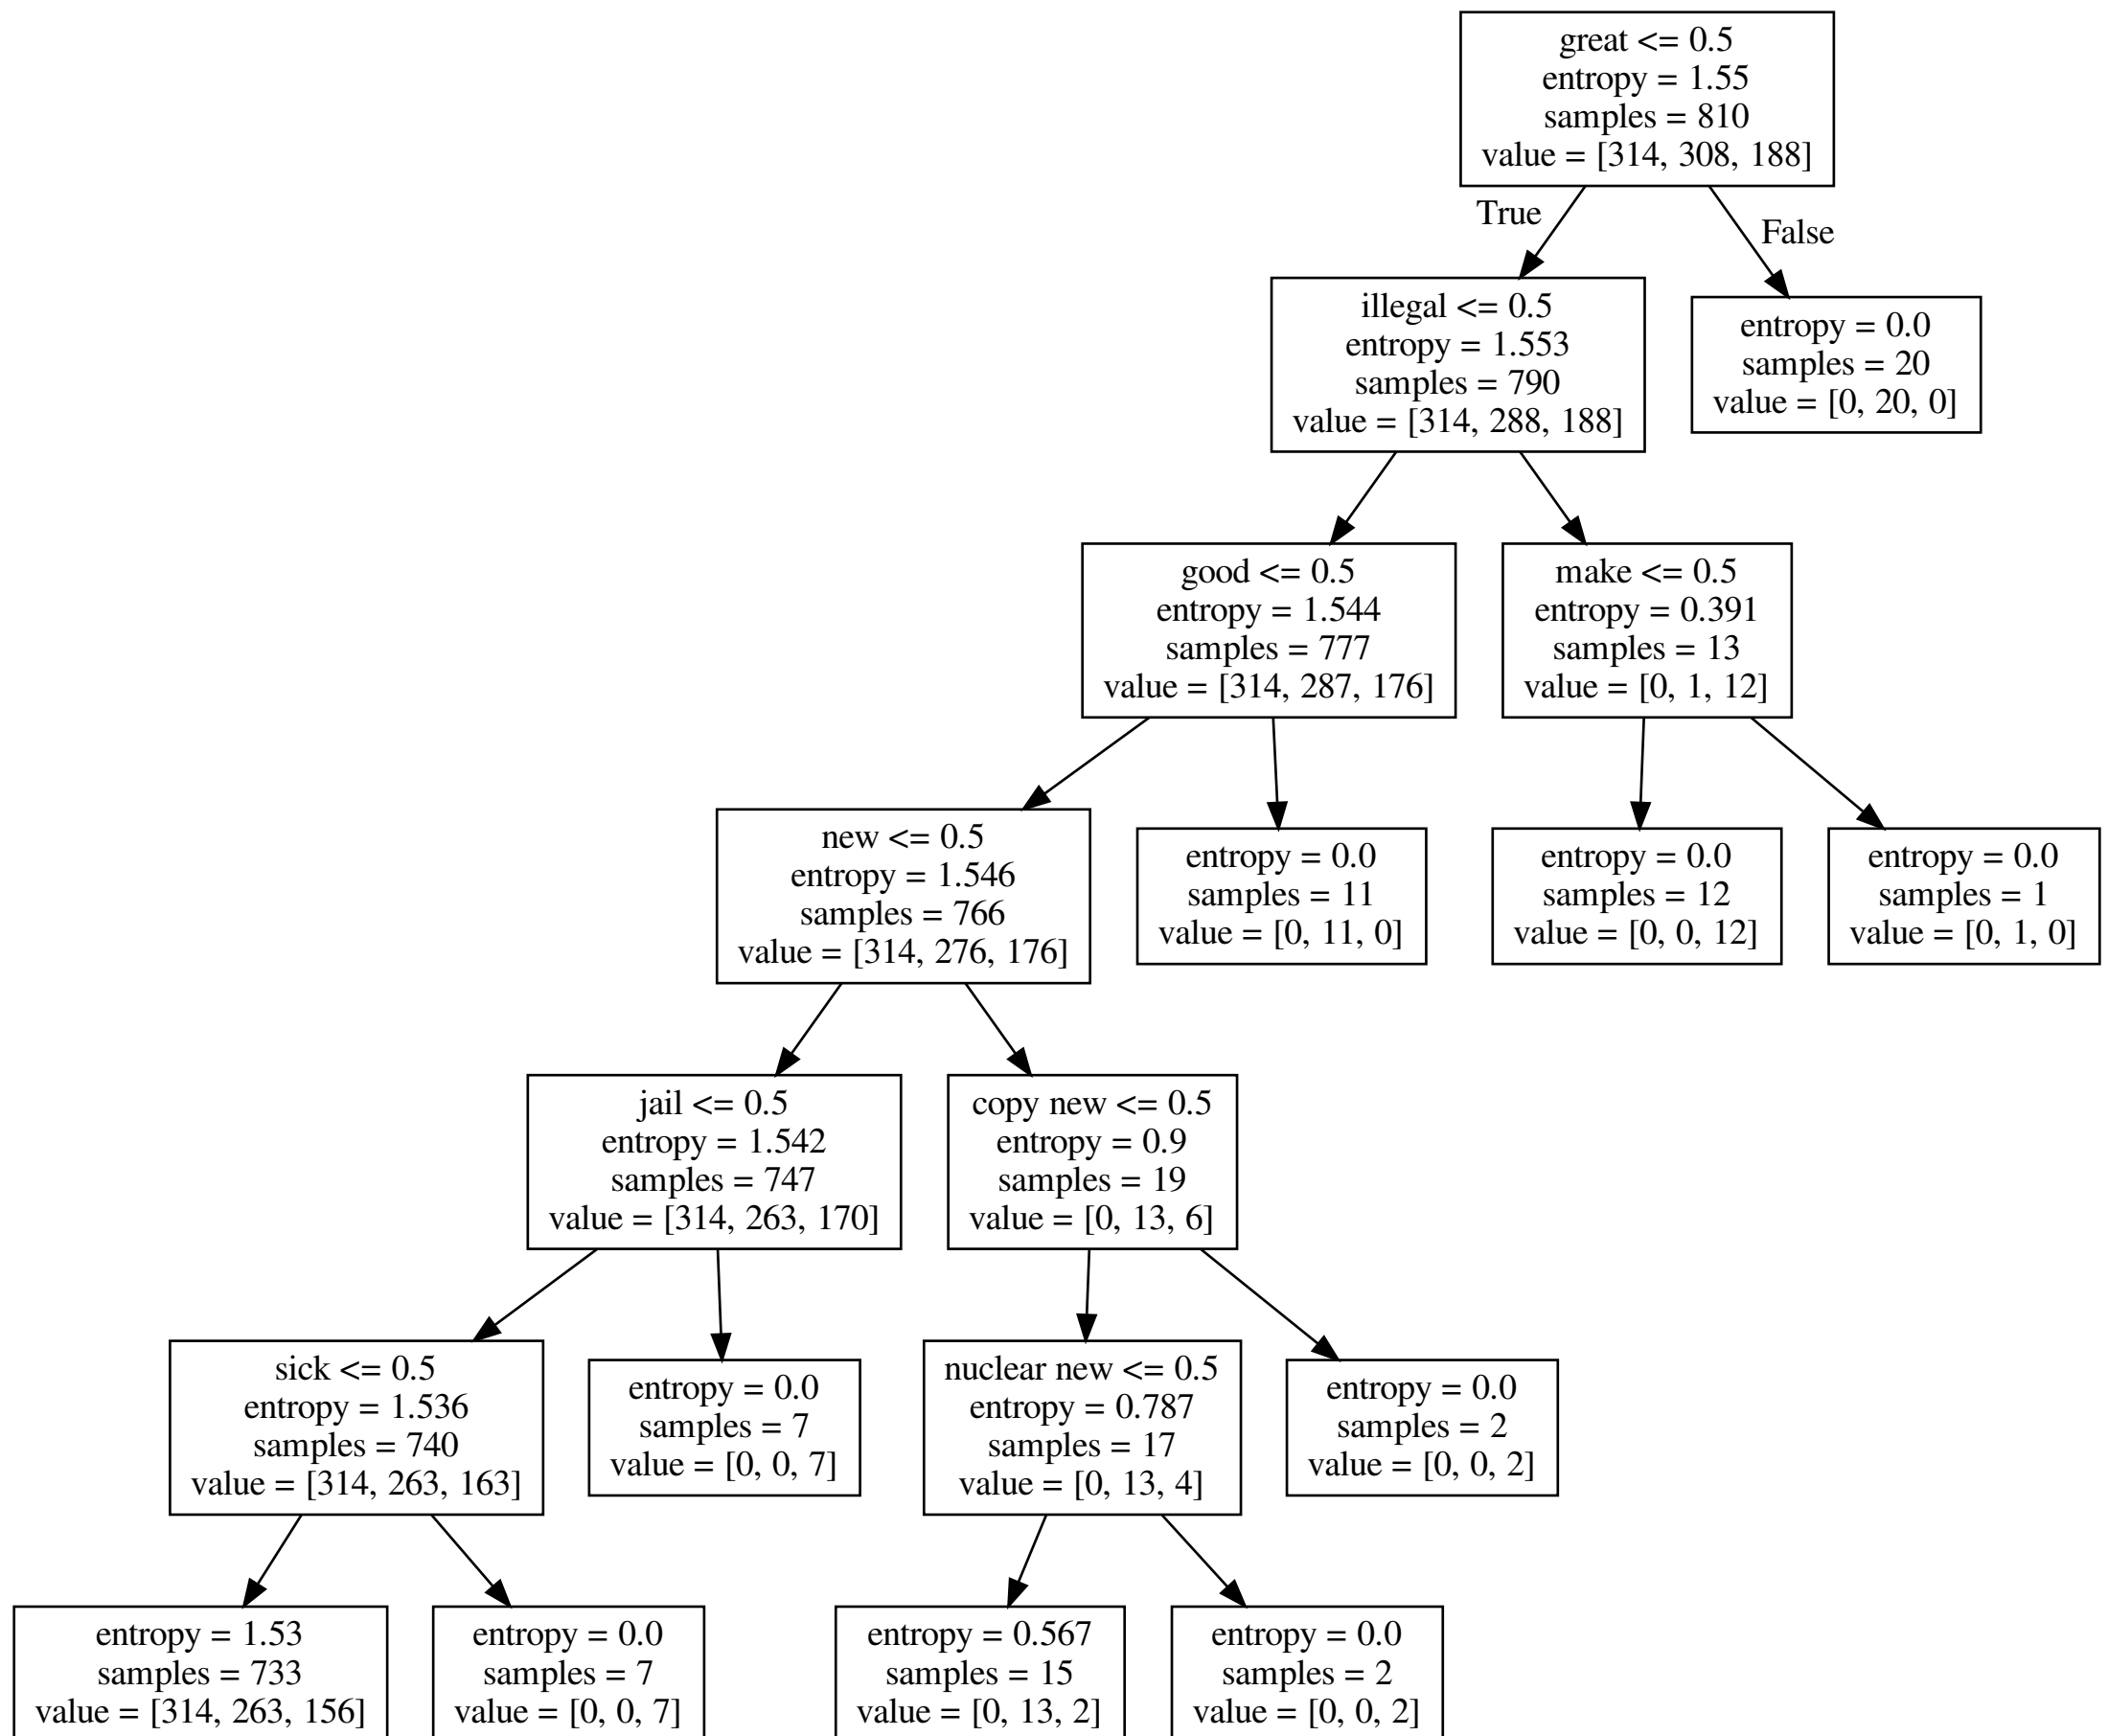 great <= 0.5
entropy = 1.55
samples = 810
value = [314, 308, 188]
True
False
illegal <= 0.5
entropy = 1.553
samples = 790
value = [314, 288, 188]
entropy = 0.0
samples = 20
value = [0, 20, 0]
good <= 0.5
entropy = 1.544
samples = 777
value = [314, 287, 176]
make <= 0.5
entropy = 0.391
samples = 13
value = [0, 1, 12]
new <= 0.5
entropy = 1.546
samples = 766
value = [314, 276, 176]
entropy = 0.0
samples = 11
value = [0, 11, 0]
entropy = 0.0
samples = 12
value = [0, 0, 12]
entropy = 0.0
samples = 1
value = [0, 1, 0]
jail <= 0.5
entropy = 1.542
samples = 747
value = [314, 263, 170]
copy new <= 0.5
entropy = 0.9
samples = 19
value = [0, 13, 6]
sick <= 0.5
entropy = 1.536
samples = 740
value = [314, 263, 163]
entropy = 0.0
samples = 7
value = [0, 0, 7]
nuclear new <= 0.5
entropy = 0.787
samples = 17
value = [0, 13, 4]
entropy = 0.0
samples = 2
value = [0, 0, 2]
entropy = 1.53
samples = 733
value = [314, 263, 156]
entropy = 0.0
samples = 7
value = [0, 0, 7]
entropy = 0.567
samples = 15
value = [0, 13, 2]
entropy = 0.0
samples = 2
value = [0, 0, 2]